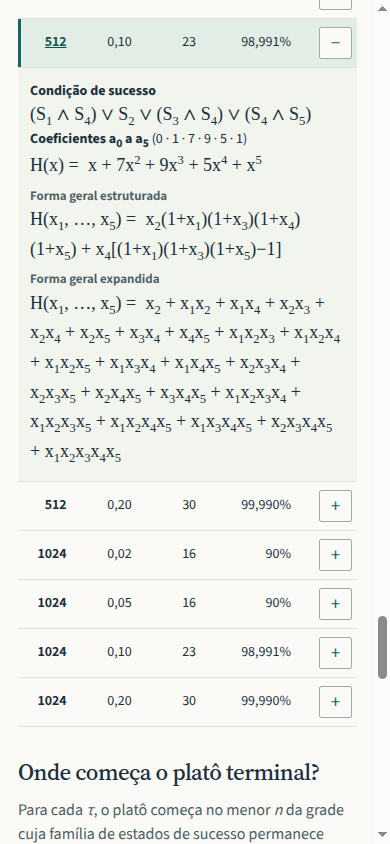 512 0,10 23 98,991% −
Condição de sucesso
(S₁ ∧ S₄) ∨ S₂ ∨ (S₃ ∧ S₄) ∨ (S₄ ∧ S₅)
Coeficientes a₀ a a₅ (0 · 1 · 7 · 9 · 5 · 1)
H(x) = x + 7x² + 9x³ + 5x⁴ + x⁵
Forma geral estruturada
H(x₁, …, x₅) = x₂(1+x₁)(1+x₃)(1+x₄)
(1+x₅) + x₄[(1+x₁)(1+x₃)(1+x₅)−1]
Forma geral expandida
H(x₁, …, x₅) = x₂ + x₁x₂ + x₁x₄ + x₂x₃ +
x₂x₄ + x₂x₅ + x₃x₄ + x₄x₅ + x₁x₂x₃ + x₁x₂x₄
+ x₁x₂x₅ + x₁x₃x₄ + x₁x₄x₅ + x₂x₃x₄ +
x₂x₃x₅ + x₂x₄x₅ + x₃x₄x₅ + x₁x₂x₃x₄ +
x₁x₂x₃x₅ + x₁x₂x₄x₅ + x₁x₃x₄x₅ + x₂x₃x₄x₅
+ x₁x₂x₃x₄x₅
512 0,20 30 99,990% +
1024 0,02 16 90% +
1024 0,05 16 90% +
1024 0,10 23 98,991% +
1024 0,20 30 99,990% +
Onde começa o platô terminal?
Para cada τ, o platô começa no menor n da grade
cuja família de estados de sucesso permanece